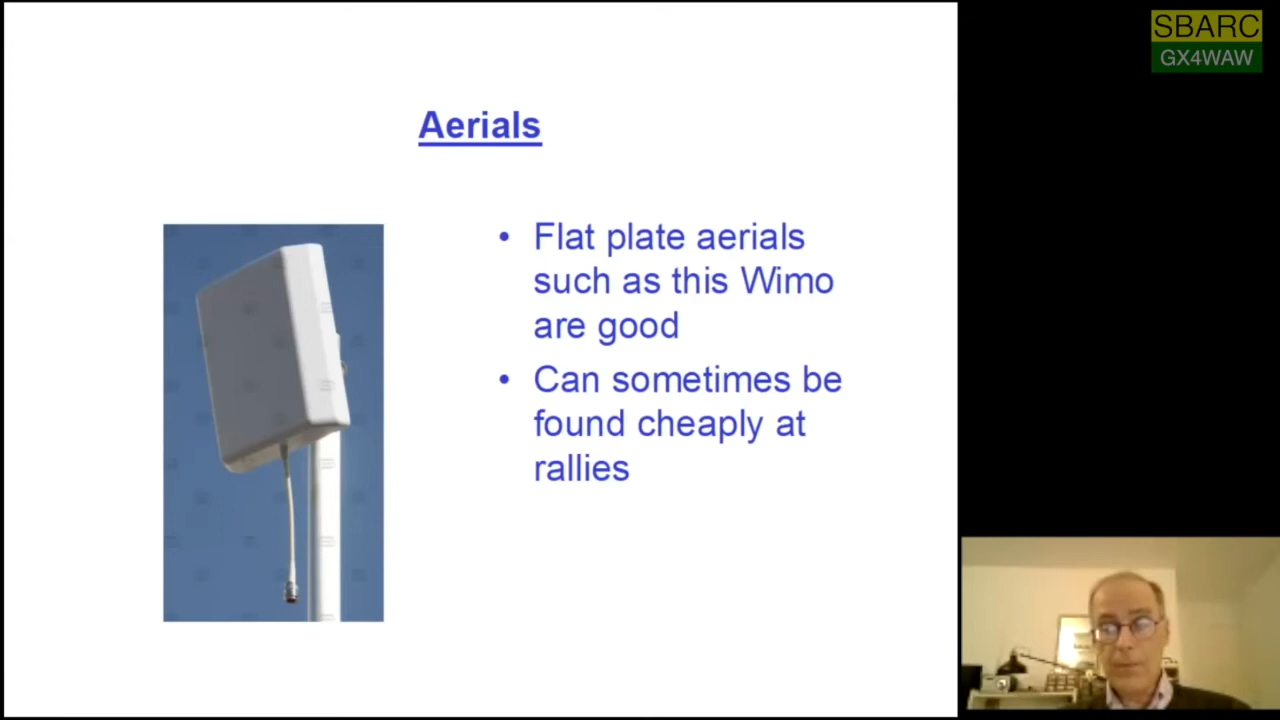 SBARC
GX4WAW
Aerials
• Flat plate aerials
such as this Wimo
are good
• Can sometimes be
found cheaply at
rallies